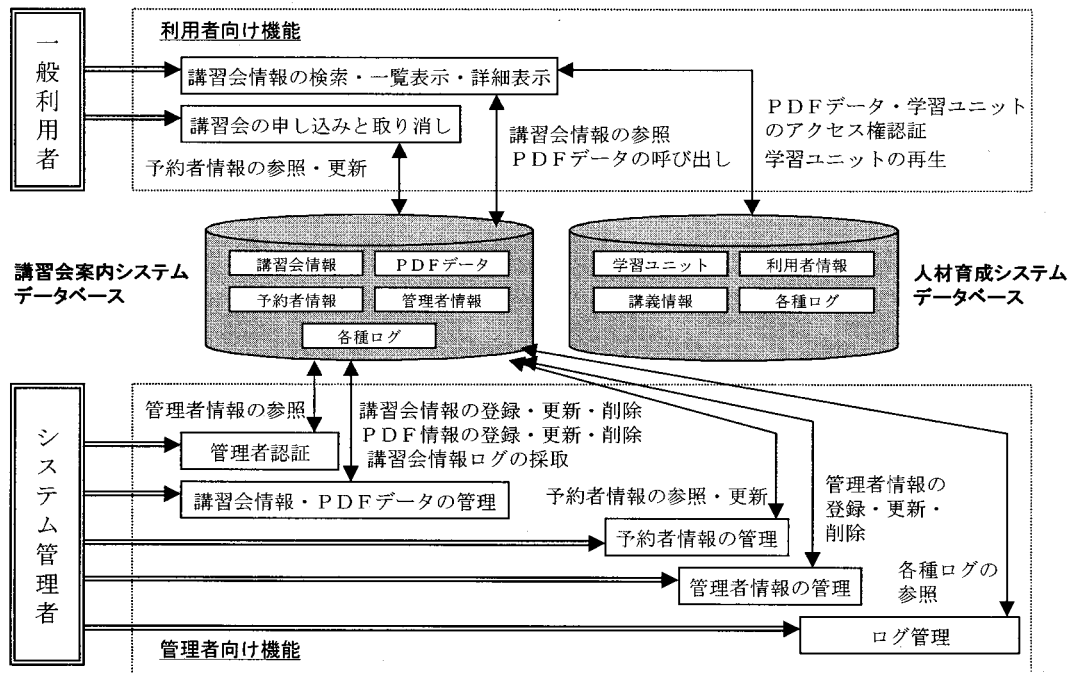 一般利用者
利用者向け機能
講習会情報の検索・一覧表示・詳細表示
講習会の申し込みと取り消し
予約者情報の参照・更新
講習会情報の参照
PDFデータの呼び出し
PDFデータ・学習ユニット
のアクセス権認証
学習ユニットの再生
講習会案内システム
データベース
講習会情報
PDFデータ
予約者情報
管理者情報
各種ログ
学習ユニット
利用者情報
講義情報
各種ログ
人材育成システム
データベース
システム管理者
管理者情報の参照
管理者認証
講習会情報の登録・更新・削除
PDF情報の登録・更新・削除
講習会情報ログの採取
講習会情報・PDFデータの管理
予約者情報の参照・更新
予約者情報の管理
管理者情報の
登録・更新・
削除
管理者情報の管理
各種ログの
参照
ログ管理
管理者向け機能